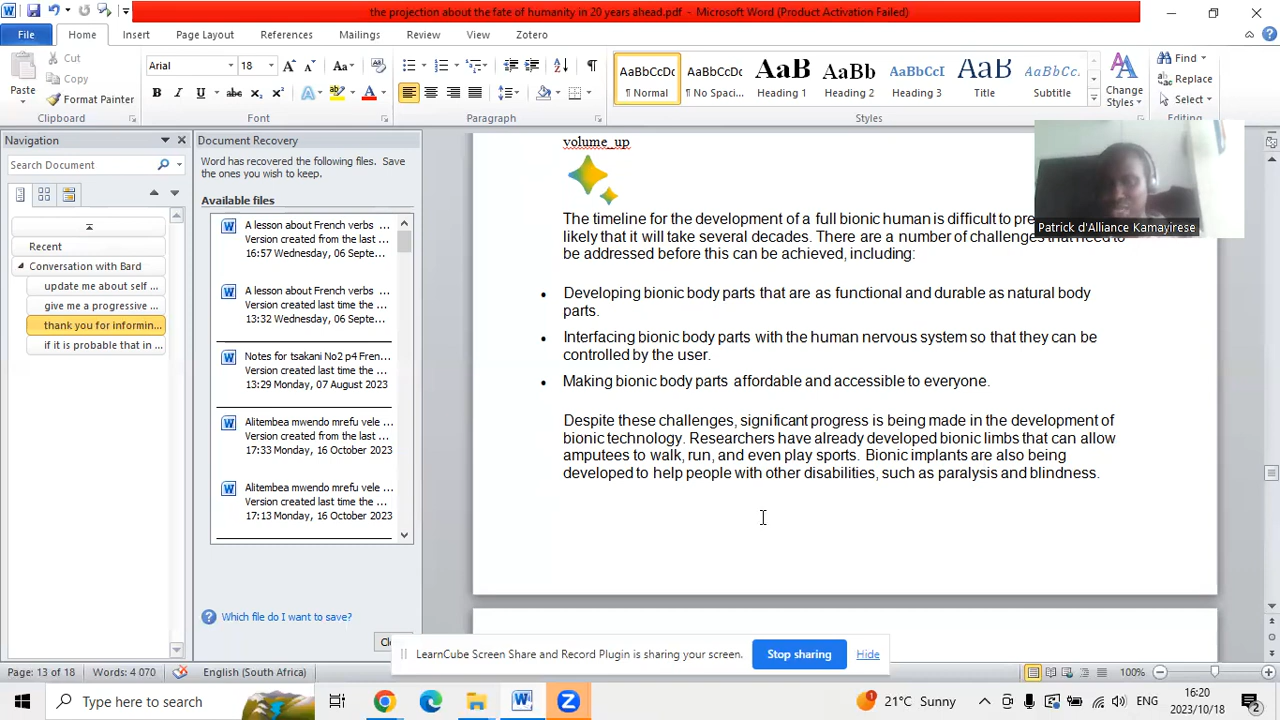 the projection about the fate of humanity in 20 years ahead.pdf - Microsoft Word (Product Activation Failed)
File Home Insert Page Layout References Mailings Review View Zotero
Cut
Copy
Paste
Format Painter
Clipboard
Arial 18
Font
Paragraph
AaBbCcDc AaBbCcDc AaB AaBb AaBbCcI AaB AaBbCc.
¶ Normal ¶ No Spaci... Heading 1 Heading 2 Heading 3 Title Subtitle
Change
Styles
Styles
Find
Replace
Select
Editing
Navigation
Search Document
Recent
Conversation with Bard
update me about self ...
give me a progressive ...
thank you for informin...
if it is probable that in ...
Document Recovery
Word has recovered the following files. Save
the ones you wish to keep.
Available files
A lesson about French verbs ...
Version created from the last ...
16:57 Wednesday, 06 Septe...
A lesson about French verbs ...
Version created last time the ...
13:32 Wednesday, 06 Septe...
Notes for tsakani No2 p4 Fren...
Version created last time the ...
13:29 Monday, 07 August 2023
Alitembea mwendo mrefu vele ...
Version created from the last ...
17:33 Monday, 16 October 2023
Alitembea mwendo mrefu vele ...
Version created last time the ...
17:13 Monday, 16 October 2023
Which file do I want to save?
volume_up
The timeline for the development of a full bionic human is difficult to
likely that it will take several decades. There are a number of challenges
be addressed before this can be achieved, including:
• Developing bionic body parts that are as functional and durable as natural body
parts.
• Interfacing bionic body parts with the human nervous system so that they can be
controlled by the user.
• Making bionic body parts affordable and accessible to everyone.
Despite these challenges, significant progress is being made in the development of
bionic technology. Researchers have already developed bionic limbs that can allow
amputees to walk, run, and even play sports. Bionic implants are also being
developed to help people with other disabilities, such as paralysis and blindness.
Patrick d'Alliance Kamayirese
LearnCube Screen Share and Record Plugin is sharing your screen. Stop sharing Hide
Page: 13 of 18 Words: 4 070 English (South Africa) 100%
Type here to search
21°C Sunny
ENG
16:20
2023/10/18